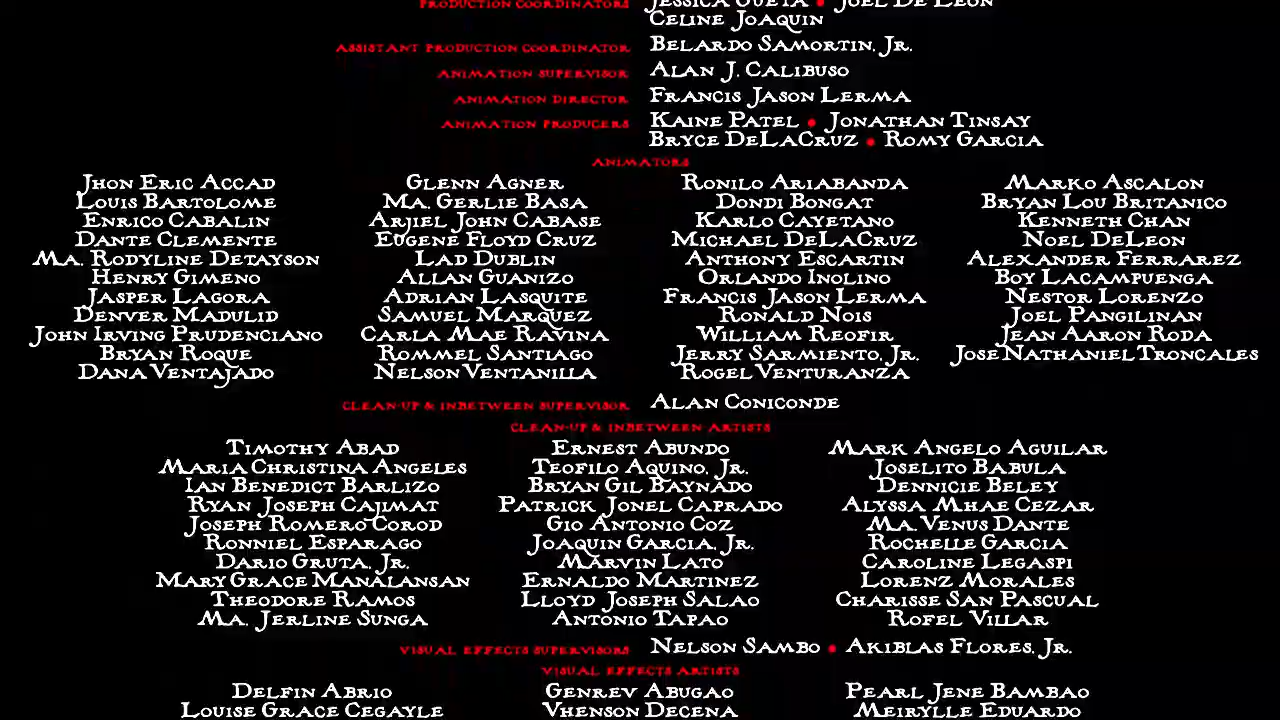 PRODUCTION COORDINATORS JESSICA GUETA • JOEL DE LEON
CELINE JOAQUIN
ASSISTANT PRODUCTION COORDINATOR BELARDO SAMORTIN, JR.
ANIMATION SUPERVISOR ALAN J. CALIBUSO
ANIMATION DIRECTOR FRANCIS JASON LERMA
ANIMATION PRODUCERS KAINE PATEL • JONATHAN TINSAY
BRYCE DELACRUZ • ROMY GARCIA
ANIMATORS
JHON ERIC ACCAD GLENN AGNER RONILO ARIABANDA MARKO ASCALON
LOUIS BARTOLOME MA. GERLIE BASA DONDI BONGAT BRYAN LOU BRITANICO
ENRICO CABALIN ARJIEL JOHN CABASE KARLO CAYETANO KENNETH CHAN
DANTE CLEMENTE EUGENE FLOYD CRUZ MICHAEL DELACRUZ NOEL DELEON
MA. RODYLINE DETAYSON LAD DUBLIN ANTHONY ESCARTIN ALEXANDER FERRAREZ
HENRY GIMENO ALLAN GUANIZO ORLANDO INOLINO BOY LACAMPUENGA
JASPER LAGORA ADRIAN LASQUITE FRANCIS JASON LERMA NESTOR LORENZO
DENVER MADULID SAMUEL MARQUEZ RONALD NOIS JOEL PANGILINAN
JOHN IRVING PRUDENCIANO CARLA MAE RAVINA WILLIAM REOFIR JEAN AARON RODA
BRYAN ROQUE ROMMEL SANTIAGO JERRY SARMIENTO, JR. JOSE NATHANIEL TRONCALES
DANA VENTAJADO NELSON VENTANILLA ROGEL VENTURANZA
CLEAN-UP & INBETWEEN SUPERVISOR ALAN CONICONDE
CLEAN-UP & INBETWEEN ARTISTS
TIMOTHY ABAD ERNEST ABUNDO MARK ANGELO AGUILAR
MARIA CHRISTINA ANGELES TEOFILO AQUINO, JR. JOSELITO BABULA
IAN BENEDICT BARLIZO BRYAN GIL BAYNADO DENNICIE BELEY
RYAN JOSEPH CAJIMAT PATRICK JONEL CAPRADO ALYSSA MHAE CEZAR
JOSEPH ROMERO COROD GIO ANTONIO COZ MA. VENUS DANTE
RONNIEL ESPARAGO JOAQUIN GARCIA, JR. ROCHELLE GARCIA
DARIO GRUTA, JR. MARVIN LATO CAROLINE LEGASPI
MARY GRACE MANALANSAN ERNALDO MARTINEZ LORENZ MORALES
THEODORE RAMOS LLOYD JOSEPH SALAO CHARISSE SAN PASCUAL
MA. JERLINE SUNGA ANTONIO TAPAO ROFEL VILLAR
VISUAL EFFECTS SUPERVISORS NELSON SAMBO • AKIBLAS FLORES, JR.
VISUAL EFFECTS ARTISTS
DELFIN ABRIO GENREV ABUGAO PEARL JENE BAMBAO
LOUISE GRACE CEGAYLE VHENSON DECENA MEIRYLLE EDUARDO